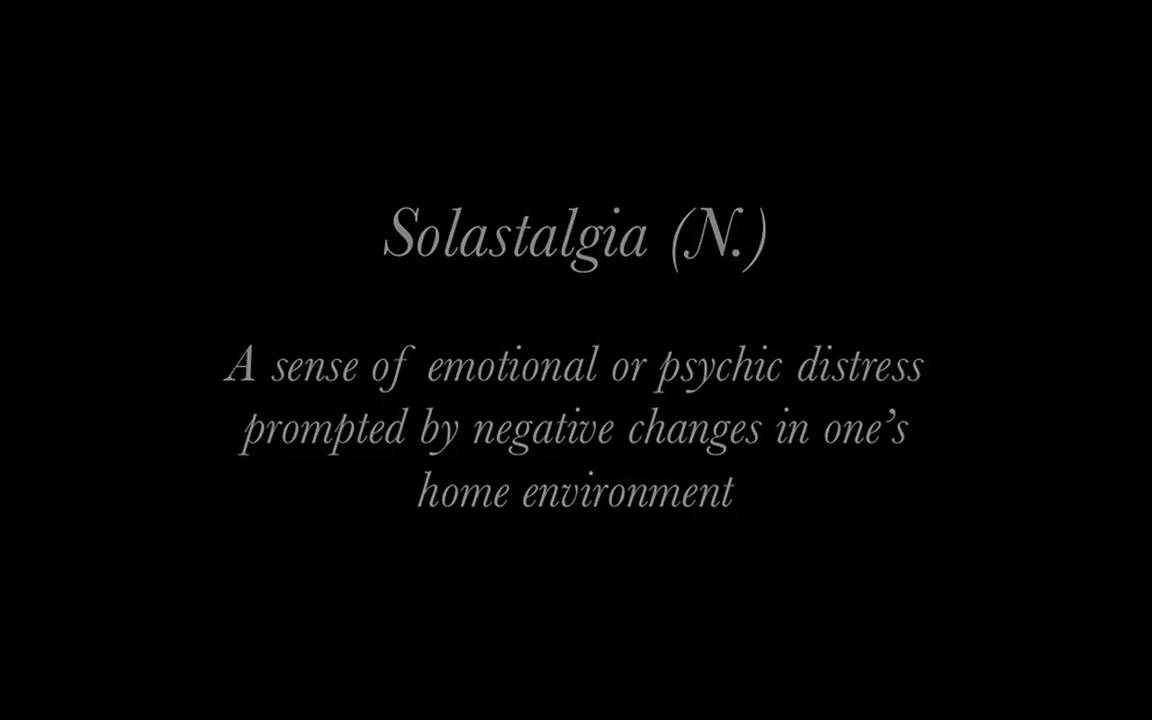 Solastalgia (N.)
A sense of emotional or psychic distress
prompted by negative changes in one’s
home environment